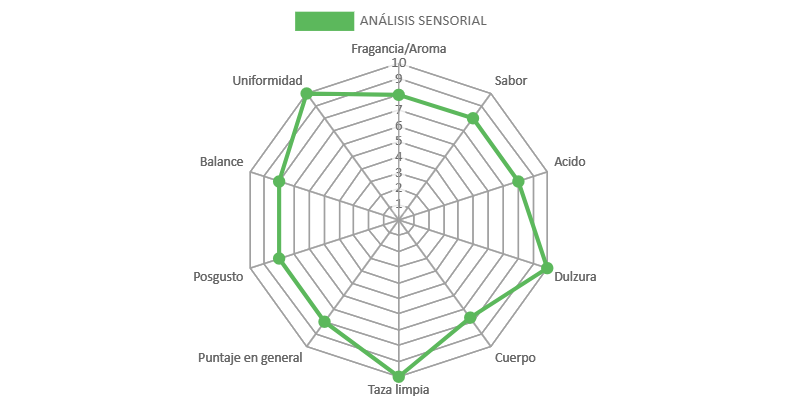 ANÁLISIS SENSORIAL
Fragancia/Aroma
10
9
8
7
6
5
4
3
2
1
Sabor
Acido
Dulzura
Cuerpo
Taza limpia
Puntaje en general
Posgusto
Balance
Uniformidad